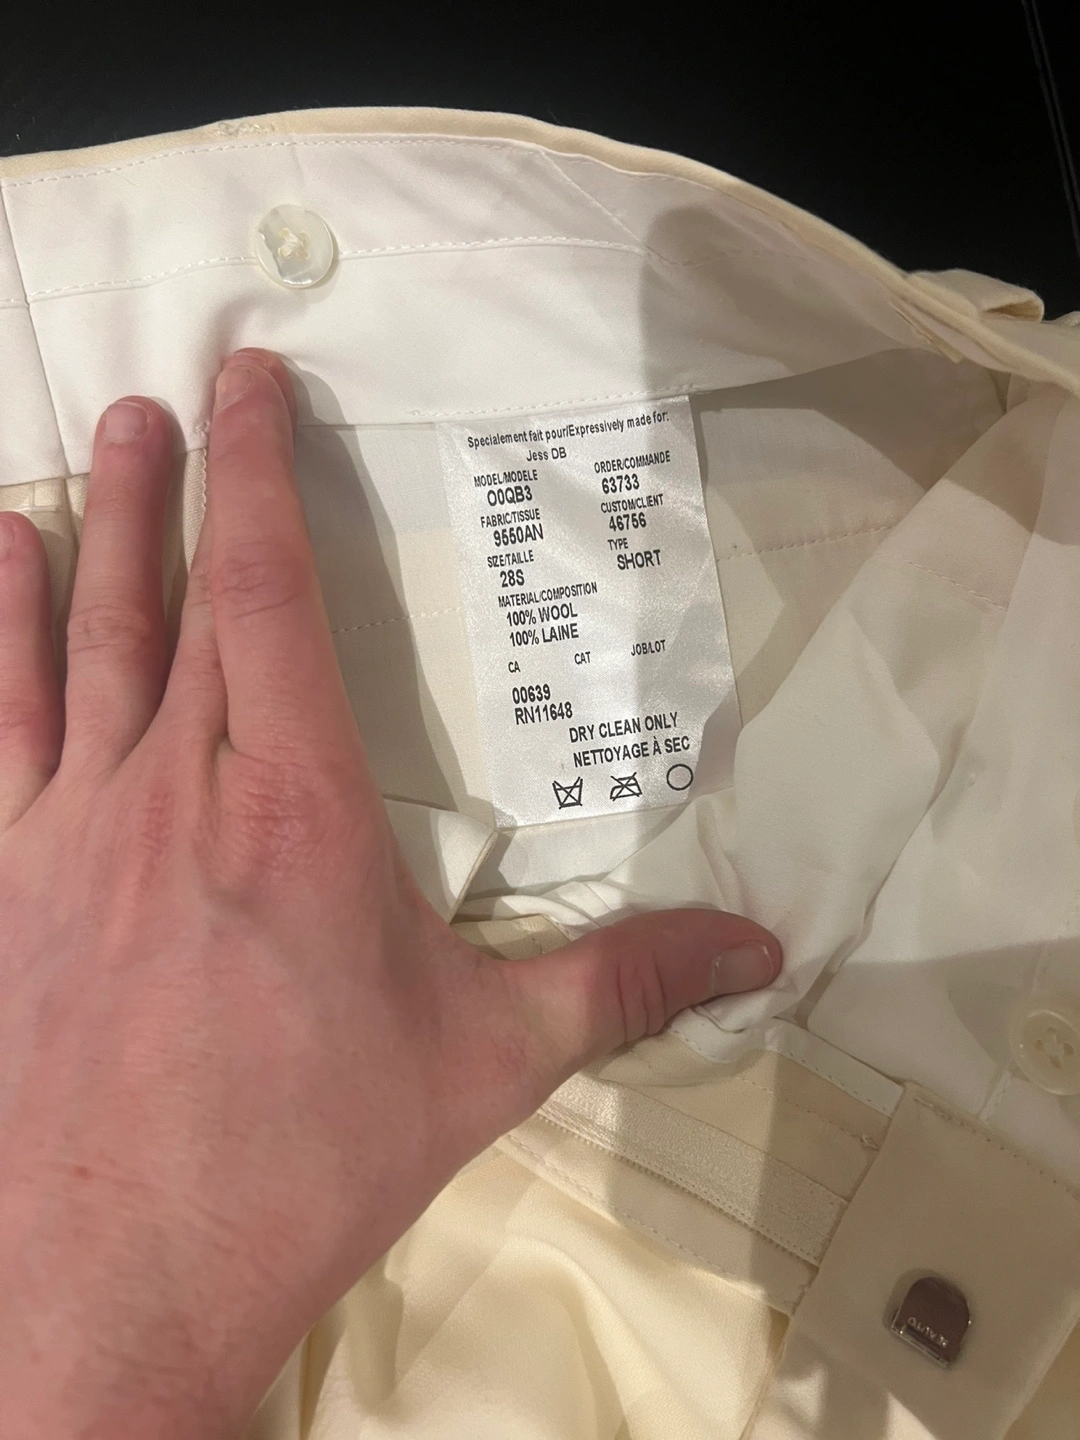 Specialement fait pour/Expressively made for:
Jess DB
MODEL/MODELE ORDER/COMMANDE
O0QB3 63733
FABRIC/TISSUE CUSTOM/CLIENT
9550AN 46756
SIZE/TAILLE TYPE
28S SHORT
MATERIAL/COMPOSITION
100% WOOL
100% LAINE
CA CAT JOB/LOT
00639
RN11648
DRY CLEAN ONLY
NETTOYAGE À SEC